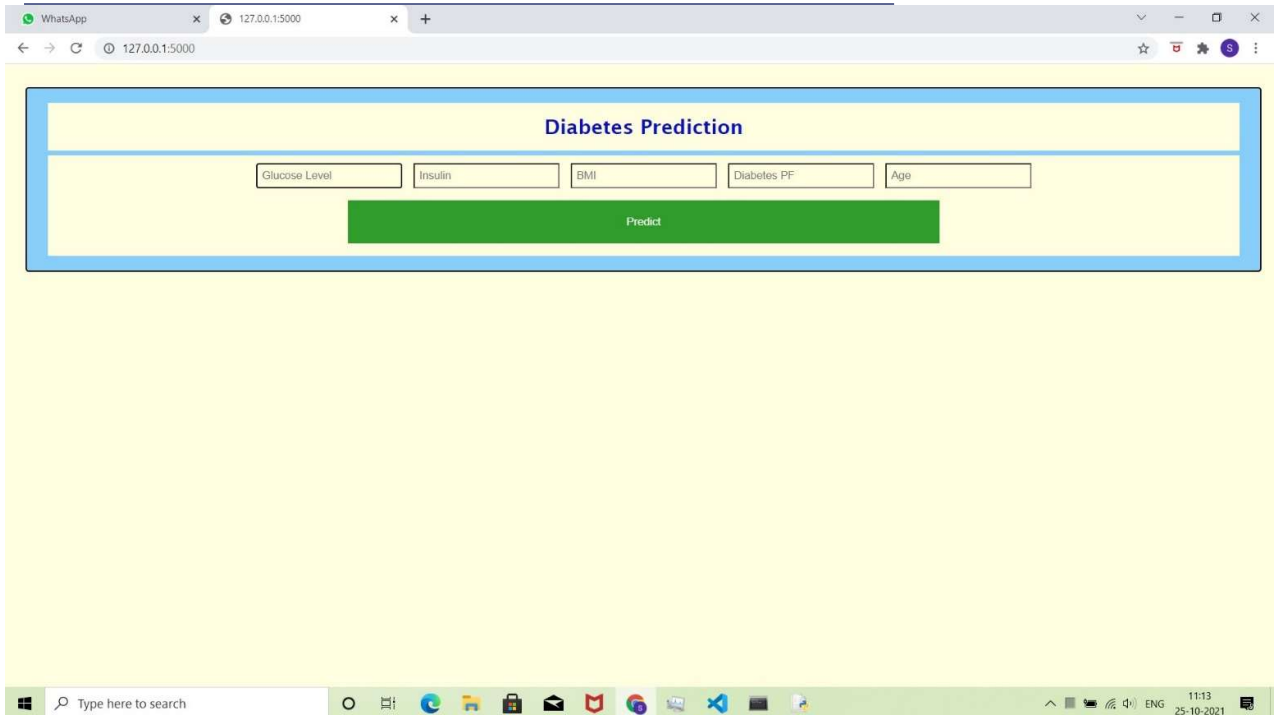 WhatsApp 127.0.0.1:5000
127.0.0.1:5000 S
Diabetes Prediction
Glucose Level Insulin BMI Diabetes PF Age
Predict
Type here to search ENG 11:13
25-10-2021